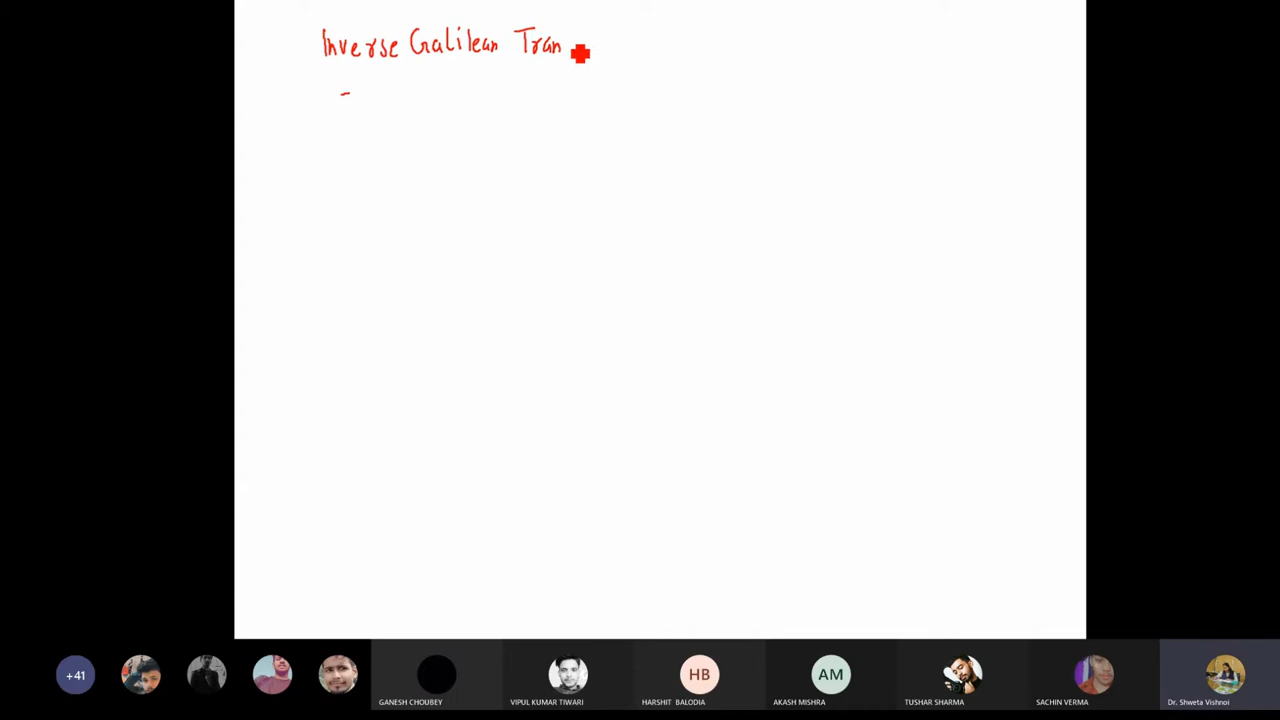 Inverse Galilean Tran
-
+41
GANESH CHOUBEY
VIPUL KUMAR TIWARI
HB
HARSHIT BALODIA
AM
AKASH MISHRA
TUSHAR SHARMA
SACHIN VERMA
Dr. Shweta Vishnoi